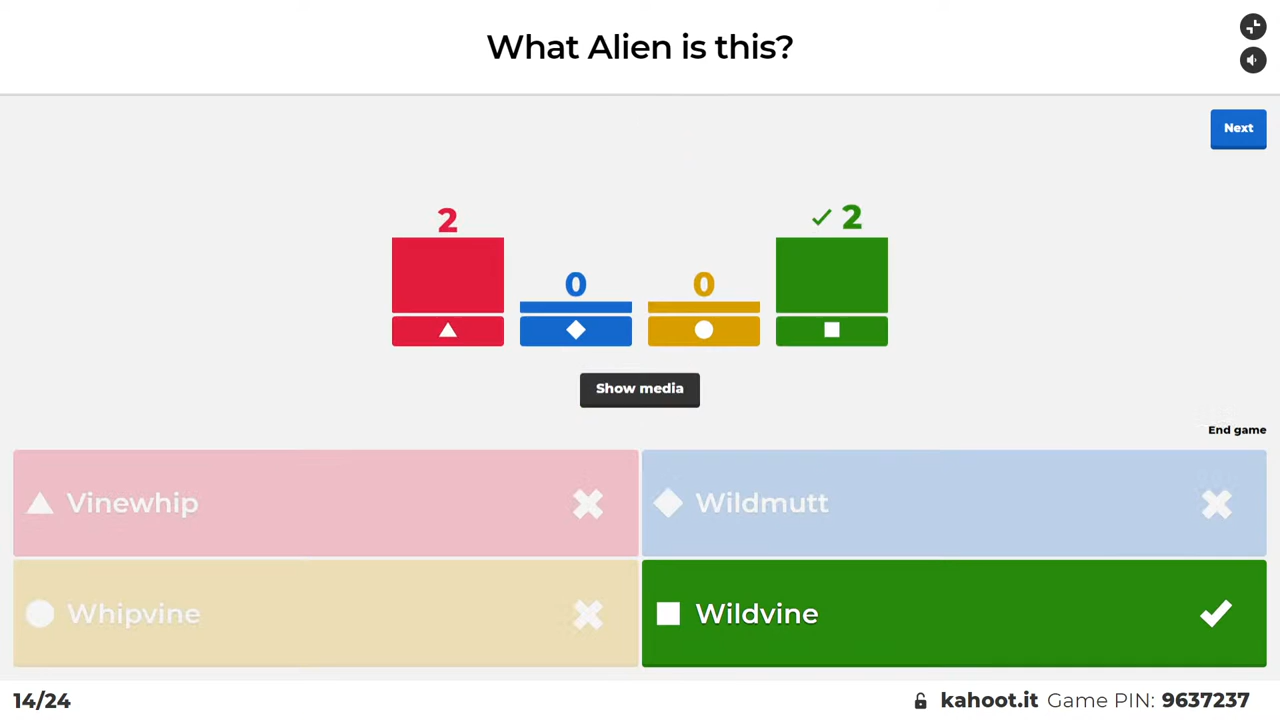 What Alien is this?
Next
2
0
0
2
Show media
End game
Vinewhip
Wildmutt
Whipvine
Wildvine
14/24
kahoot.it Game PIN: 9637237